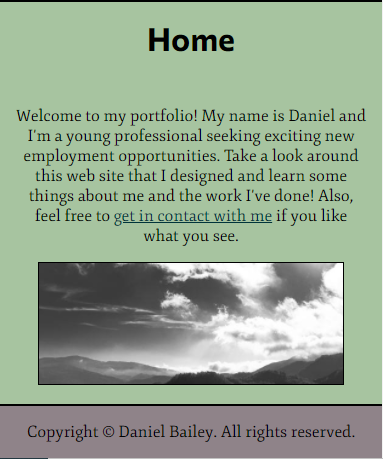 Home
Welcome to my portfolio! My name is Daniel and
I'm a young professional seeking exciting new
employment opportunities. Take a look around
this web site that I designed and learn some
things about me and the work I've done! Also,
feel free to get in contact with me if you like
what you see.
Copyright © Daniel Bailey. All rights reserved.